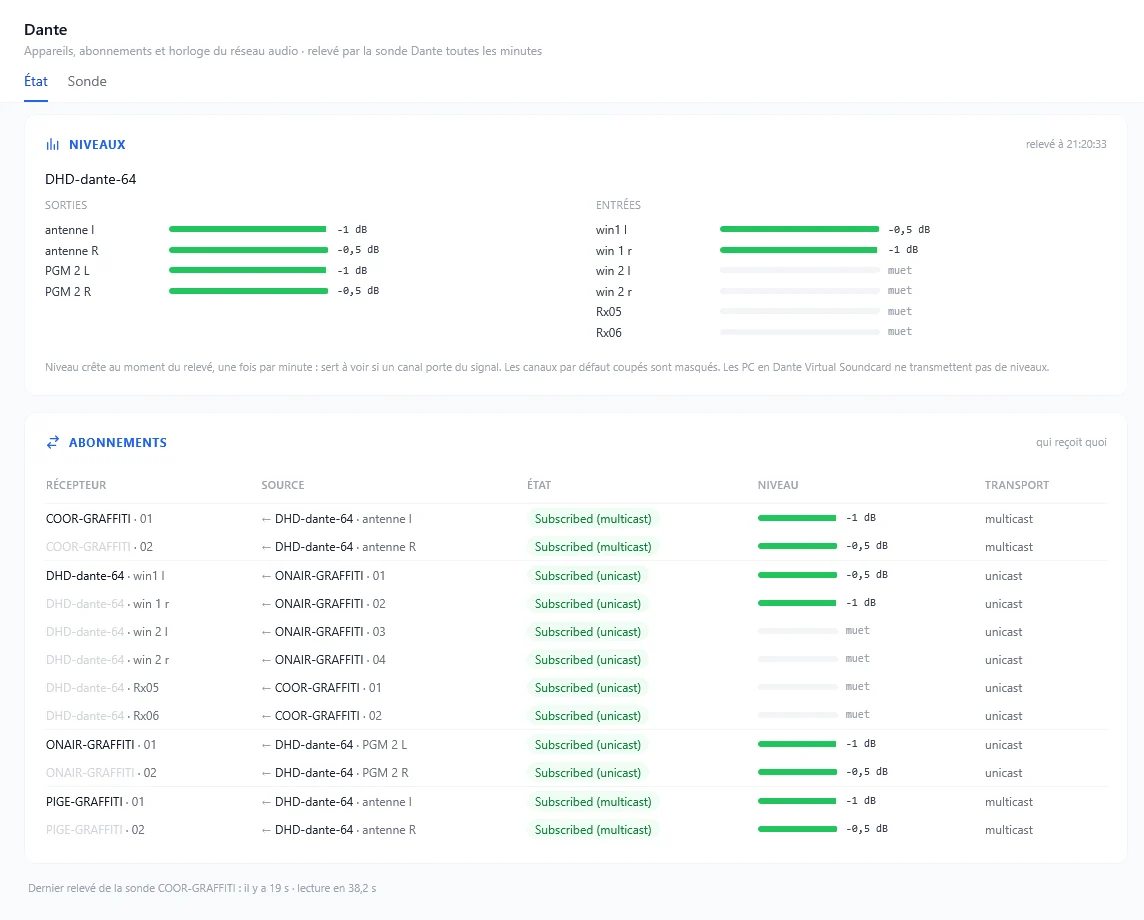 Dante
Appareils, abonnements et horloge du réseau audio · relevé par la sonde Dante toutes les minutes
État Sonde
NIVEAUX relevé à 21:20:33
DHD-dante-64
SORTIES ENTRÉES
antenne l -1 dB win1 l -0,5 dB
antenne R -0,5 dB win 1 r -1 dB
PGM 2 L -1 dB win 2 l muet
PGM 2 R -0,5 dB win 2 r muet
Rx05 muet
Rx06 muet
Niveau crête au moment du relevé, une fois par minute : sert à voir si un canal porte du signal. Les canaux par défaut coupés sont masqués. Les PC en Dante Virtual Soundcard ne transmettent pas de niveaux.
ABONNEMENTS qui reçoit quoi
RÉCEPTEUR SOURCE ÉTAT NIVEAU TRANSPORT
COOR-GRAFFITI · 01 ← DHD-dante-64 · antenne l Subscribed (multicast) -1 dB multicast
COOR-GRAFFITI · 02 ← DHD-dante-64 · antenne R Subscribed (multicast) -0,5 dB multicast
DHD-dante-64 · win1 l ← ONAIR-GRAFFITI · 01 Subscribed (unicast) -0,5 dB unicast
DHD-dante-64 · win 1 r ← ONAIR-GRAFFITI · 02 Subscribed (unicast) -1 dB unicast
DHD-dante-64 · win 2 l ← ONAIR-GRAFFITI · 03 Subscribed (unicast) muet unicast
DHD-dante-64 · win 2 r ← ONAIR-GRAFFITI · 04 Subscribed (unicast) muet unicast
DHD-dante-64 · Rx05 ← COOR-GRAFFITI · 01 Subscribed (unicast) muet unicast
DHD-dante-64 · Rx06 ← COOR-GRAFFITI · 02 Subscribed (unicast) muet unicast
ONAIR-GRAFFITI · 01 ← DHD-dante-64 · PGM 2 L Subscribed (unicast) -1 dB unicast
ONAIR-GRAFFITI · 02 ← DHD-dante-64 · PGM 2 R Subscribed (unicast) -0,5 dB unicast
PIGE-GRAFFITI · 01 ← DHD-dante-64 · antenne l Subscribed (multicast) -1 dB multicast
PIGE-GRAFFITI · 02 ← DHD-dante-64 · antenne R Subscribed (multicast) -0,5 dB multicast
Dernier relevé de la sonde COOR-GRAFFITI : il y a 19 s · lecture en 38,2 s